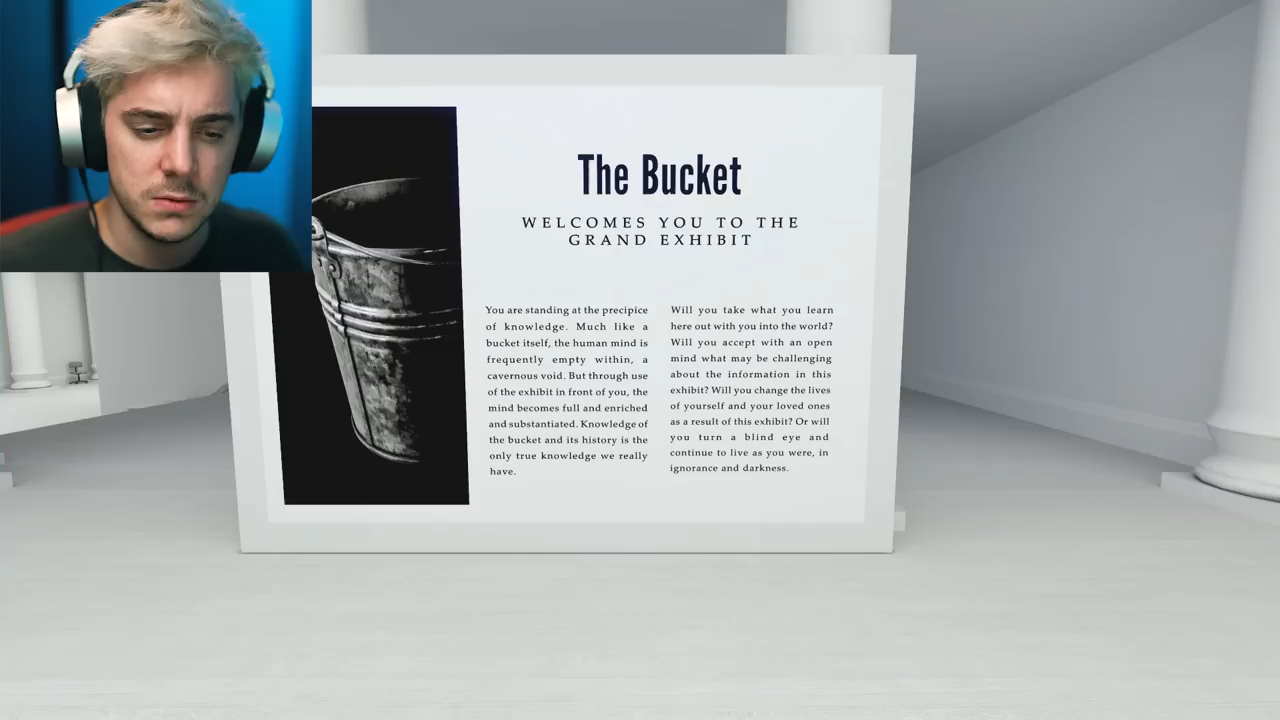 The Bucket
WELCOMES YOU TO THE
GRAND EXHIBIT
You are standing at the precipice
of knowledge. Much like a
bucket itself, the human mind is
frequently empty within, a
cavernous void. But through use
of the exhibit in front of you, the
mind becomes full and enriched
and substantiated. Knowledge of
the bucket and its history is the
only true knowledge we really
have.
Will you take what you learn
here out with you into the world?
Will you accept with an open
mind what may be challenging
about the information in this
exhibit? Will you change the lives
of yourself and your loved ones
as a result of this exhibit? Or will
you turn a blind eye and
continue to live as you were, in
ignorance and darkness.